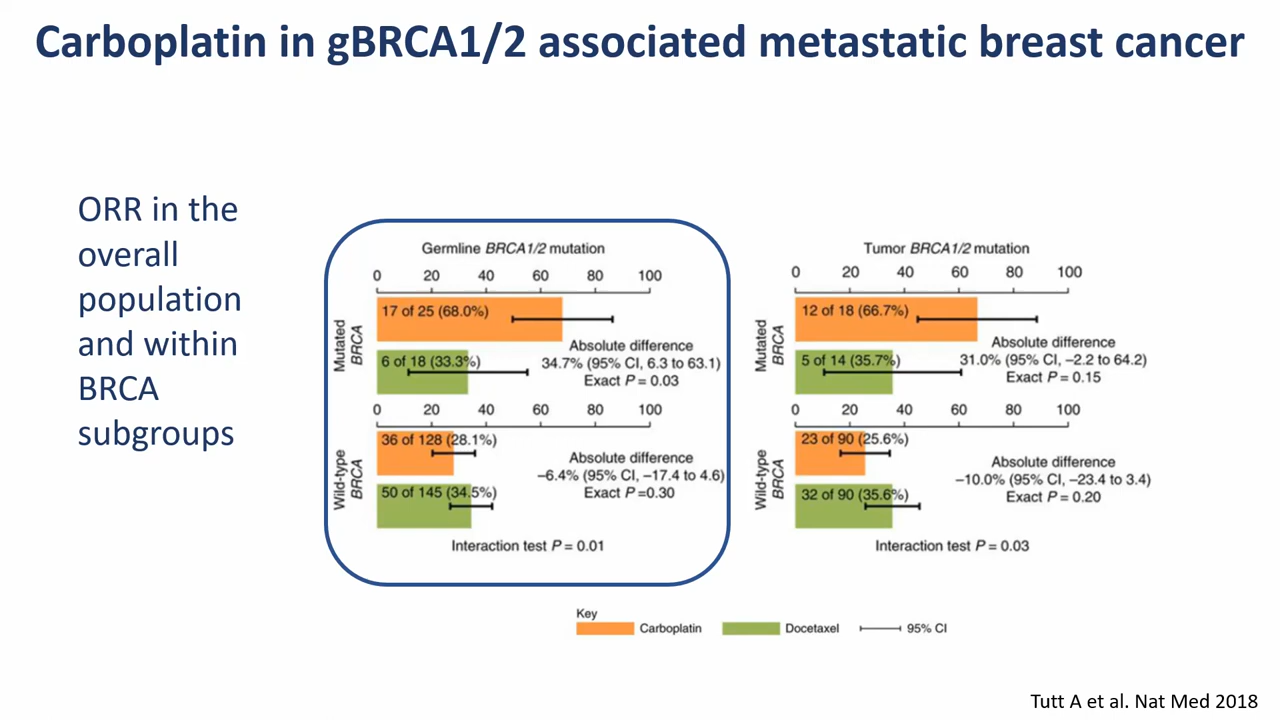 Carboplatin in gBRCA1/2 associated metastatic breast cancer
ORR in the
overall
population
and within
BRCA
subgroups
Germline BRCA1/2 mutation
0 20 40 60 80 100
Mutated
BRCA
17 of 25 (68.0%)
6 of 18 (33.3%)
Absolute difference
34.7% (95% CI, 6.3 to 63.1)
Exact P = 0.03
0 20 40 60 80 100
Wild-type
BRCA
36 of 128 (28.1%)
50 of 145 (34.5%)
Absolute difference
–6.4% (95% CI, –17.4 to 4.6)
Exact P =0.30
Interaction test P = 0.01
Tumor BRCA1/2 mutation
0 20 40 60 80 100
Mutated
BRCA
12 of 18 (66.7%)
5 of 14 (35.7%)
Absolute difference
31.0% (95% CI, –2.2 to 64.2)
Exact P = 0.15
0 20 40 60 80 100
Wild-type
BRCA
23 of 90 (25.6%)
32 of 90 (35.6%)
Absolute difference
–10.0% (95% CI, –23.4 to 3.4)
Exact P = 0.20
Interaction test P = 0.03
Key
Carboplatin Docetaxel 95% CI
Tutt A et al. Nat Med 2018